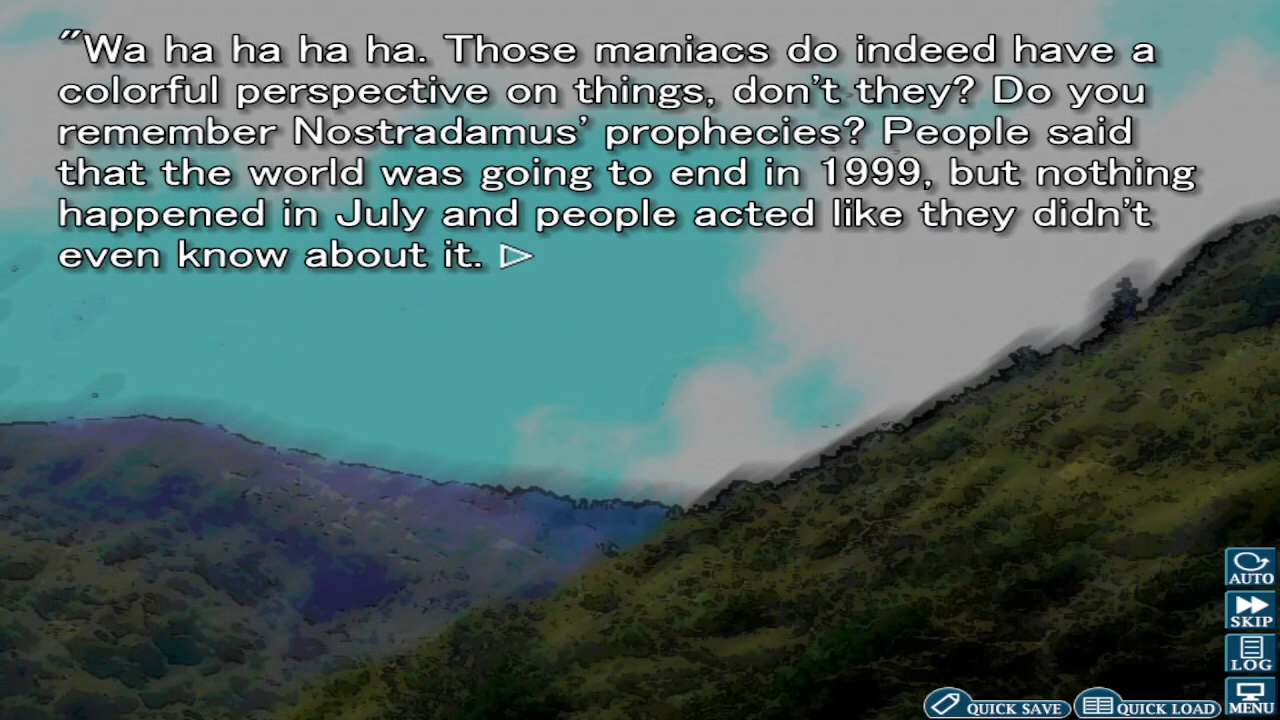 "Wa ha ha ha ha. Those maniacs do indeed have a
colorful perspective on things, don't they? Do you
remember Nostradamus' prophecies? People said
that the world was going to end in 1999, but nothing
happened in July and people acted like they didn't
even know about it.
AUTO
SKIP
LOG
MENU
QUICK SAVE
QUICK LOAD